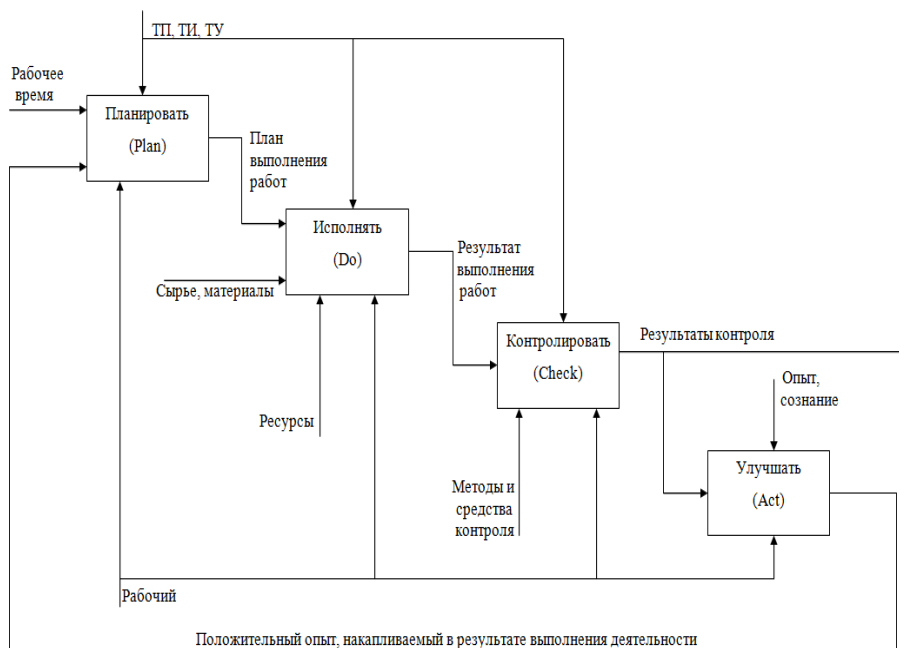 ТП, ТИ, ТУ
Рабочее
время
Планировать
(Plan)
План
выполнения
работ
Исполнять
(Do)
Сырье, материалы
Результат
выполнения
работ
Контролировать
(Check)
Результаты контроля
Опыт,
сознание
Ресурсы
Улучшать
(Act)
Методы и
средства
контроля
Рабочий
Положительный опыт, накапливаемый в результате выполнения деятельности